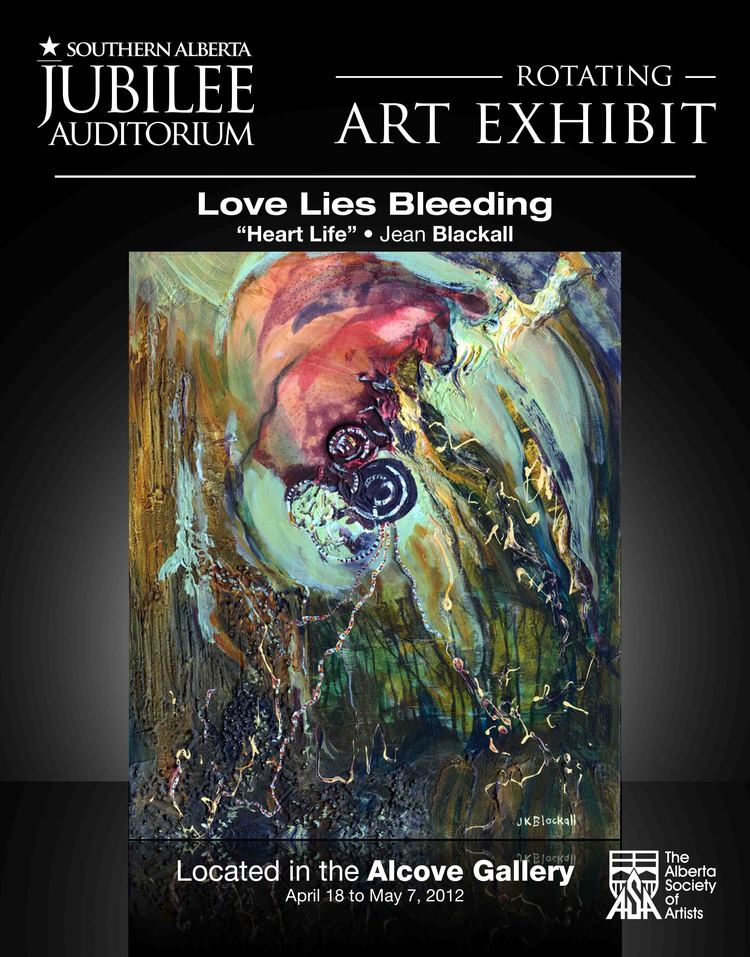 SOUTHERN ALBERTA
JUBILEE
AUDITORIUM
ROTATING
ART EXHIBIT
Love Lies Bleeding
“Heart Life” • Jean Blackall
JKBlackall
Located in the Alcove Gallery
April 18 to May 7, 2012
ASA
The
Alberta
Society
of
Artists